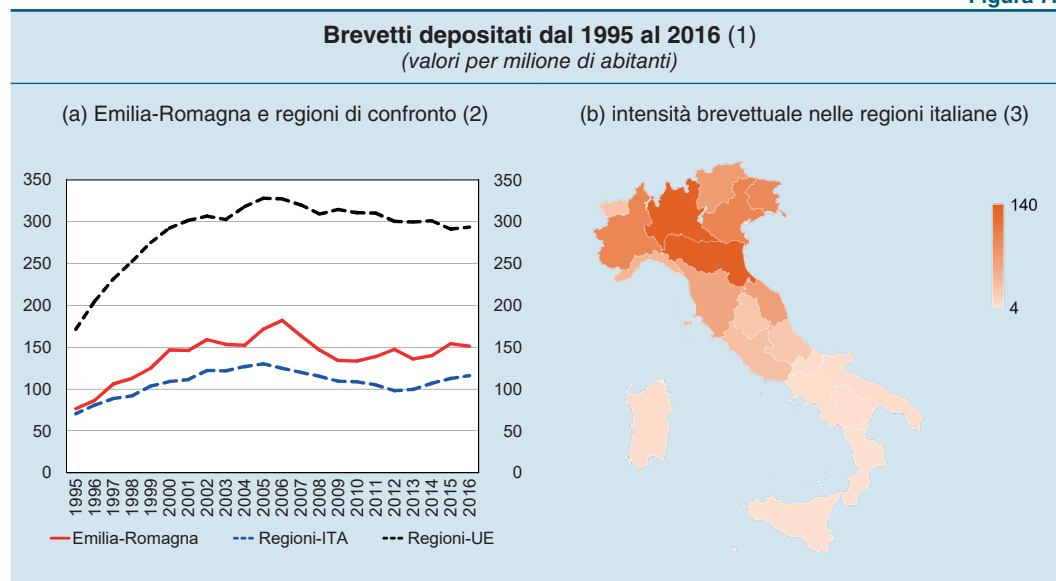 Brevetti depositati dal 1995 al 2016 (1)
(valori per milione di abitanti)
(a) Emilia-Romagna e regioni di confronto (2)
350 350
300 300
250 250
200 200
150 150
100 100
50 50
0 0
1995 1996 1997 1998 1999 2000 2001 2002 2003 2004 2005 2006 2007 2008 2009 2010 2011 2012 2013 2014 2015 2016
Emilia-Romagna Regioni-ITA Regioni-UE
(b) intensità brevettuale nelle regioni italiane (3)
140
4